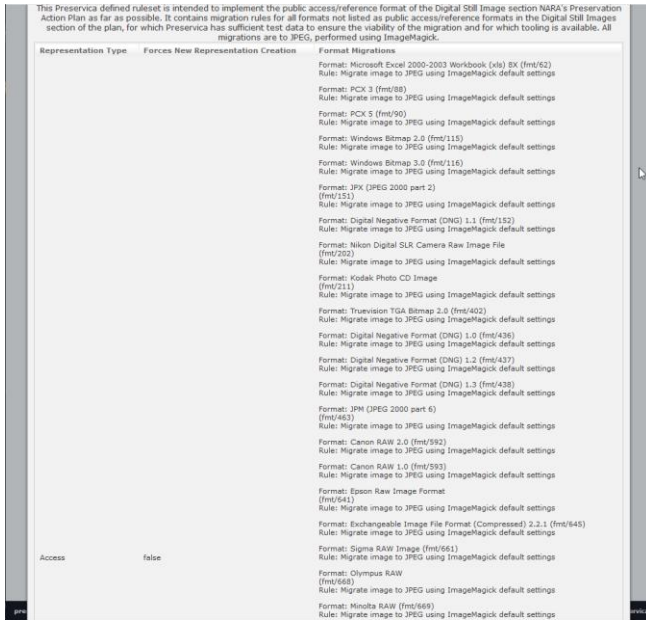 This Preservica defined ruleset is intended to implement the public access/reference format of the Digital Still Image section NARA's Preservation
Action Plan as far as possible. It contains migration rules for all formats not listed as public access/reference formats in the Digital Still Images
section of the plan, for which Preservica has sufficient test data to ensure the viability of the migration and for which tooling is available. All
migrations are to JPEG, performed using ImageMagick.
Representation Type Forces New Representation Creation Format Migrations
Format: Microsoft Excel 2000-2003 Workbook (xls) 8X (fmt/62)
Rule: Migrate image to JPEG using ImageMagick default settings
Format: PCX 3 (fmt/88)
Rule: Migrate image to JPEG using ImageMagick default settings
Format: PCX 5 (fmt/90)
Rule: Migrate image to JPEG using ImageMagick default settings
Format: Windows Bitmap 2.0 (fmt/115)
Rule: Migrate image to JPEG using ImageMagick default settings
Format: Windows Bitmap 3.0 (fmt/116)
Rule: Migrate image to JPEG using ImageMagick default settings
Format: JPX (JPEG 2000 part 2)
(fmt/151)
Rule: Migrate image to JPEG using ImageMagick default settings
Format: Digital Negative Format (DNG) 1.1 (fmt/152)
Rule: Migrate image to JPEG using ImageMagick default settings
Format: Nikon Digital SLR Camera Raw Image File
(fmt/202)
Rule: Migrate image to JPEG using ImageMagick default settings
Format: Kodak Photo CD Image
(fmt/211)
Rule: Migrate image to JPEG using ImageMagick default settings
Format: Truevision TGA Bitmap 2.0 (fmt/402)
Rule: Migrate image to JPEG using ImageMagick default settings
Format: Digital Negative Format (DNG) 1.0 (fmt/436)
Rule: Migrate image to JPEG using ImageMagick default settings
Format: Digital Negative Format (DNG) 1.2 (fmt/437)
Rule: Migrate image to JPEG using ImageMagick default settings
Format: Digital Negative Format (DNG) 1.3 (fmt/438)
Rule: Migrate image to JPEG using ImageMagick default settings
Format: JPM (JPEG 2000 part 6)
(fmt/463)
Rule: Migrate image to JPEG using ImageMagick default settings
Format: Canon RAW 2.0 (fmt/592)
Rule: Migrate image to JPEG using ImageMagick default settings
Format: Canon RAW 1.0 (fmt/593)
Rule: Migrate image to JPEG using ImageMagick default settings
Format: Epson Raw Image Format
(fmt/641)
Rule: Migrate image to JPEG using ImageMagick default settings
Format: Exchangeable Image File Format (Compressed) 2.2.1 (fmt/645)
Rule: Migrate image to JPEG using ImageMagick default settings
Format: Sigma RAW Image (fmt/661)
Access false Rule: Migrate image to JPEG using ImageMagick default settings
Format: Olympus RAW
(fmt/668)
Rule: Migrate image to JPEG using ImageMagick default settings
Format: Minolta RAW (fmt/669)
Rule: Migrate image to JPEG using ImageMagick default settings